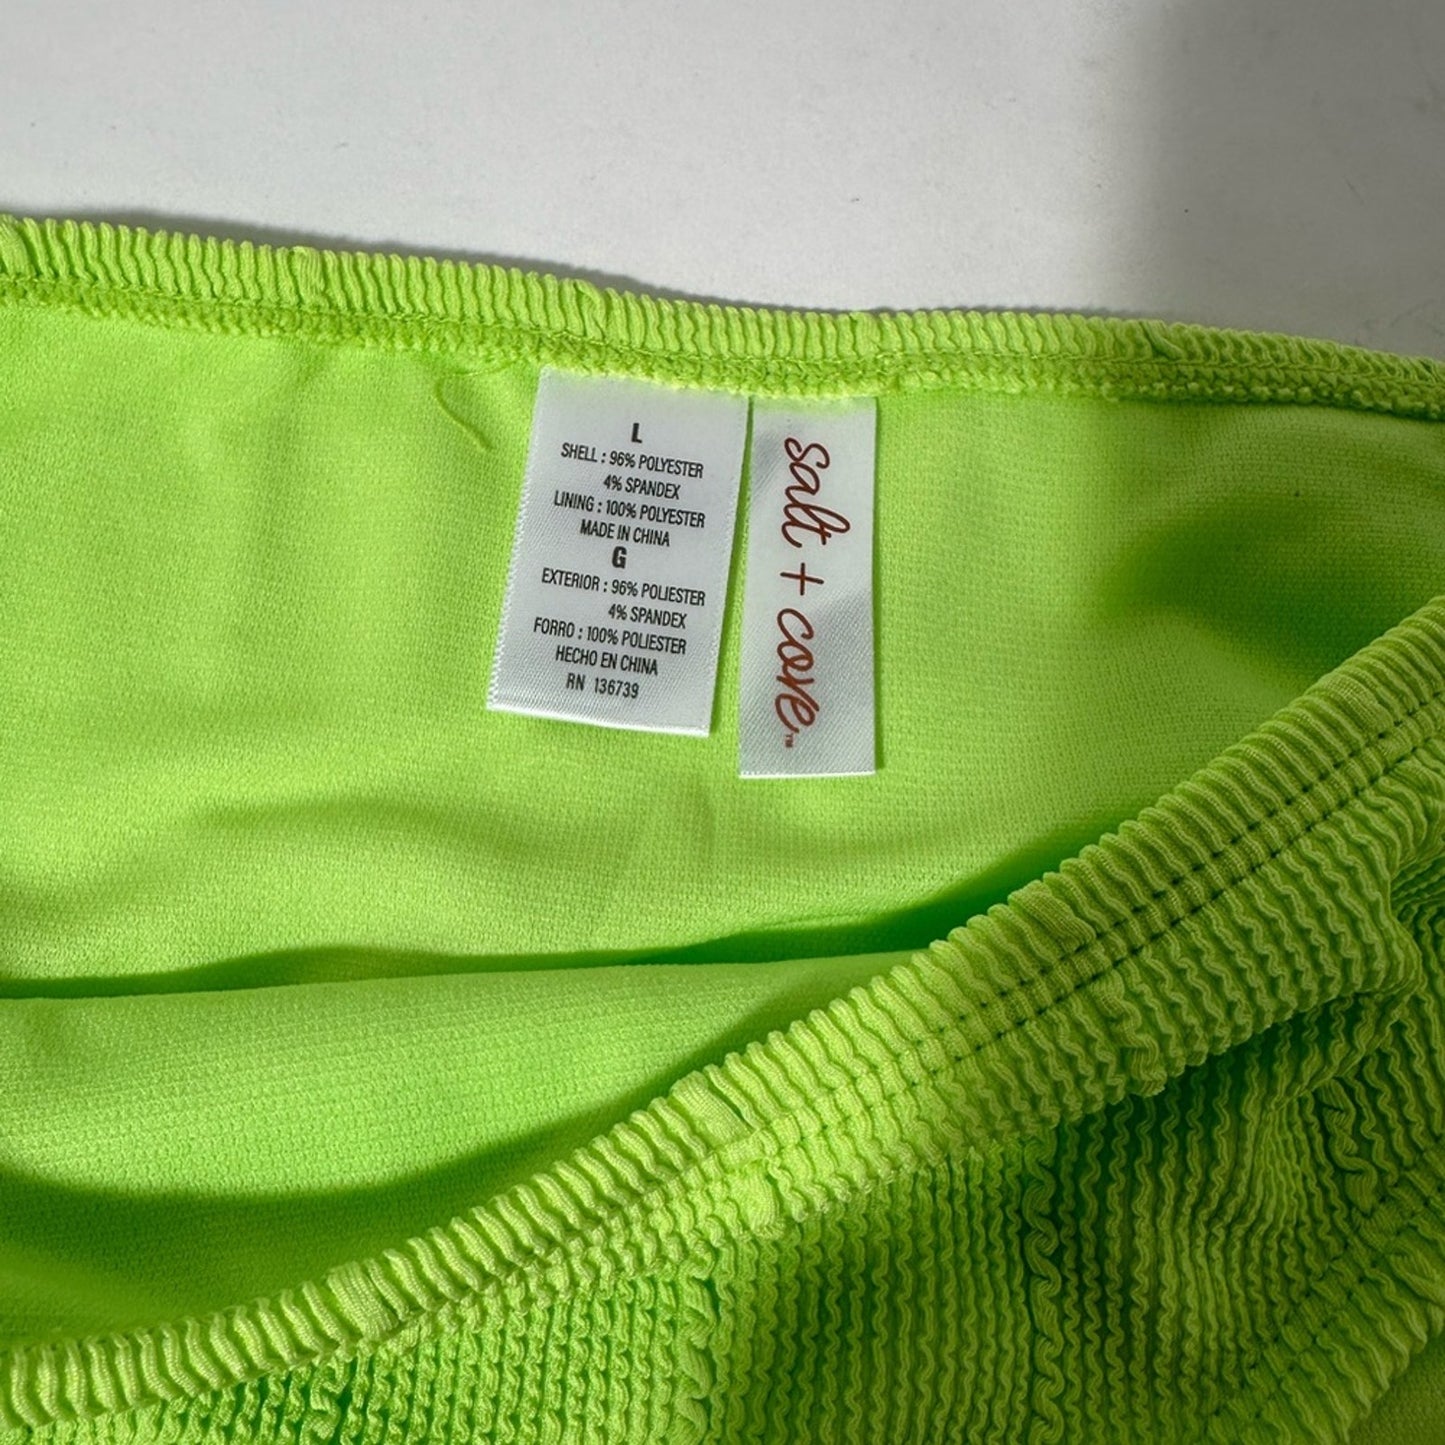 L
SHELL : 96% POLYESTER
4% SPANDEX
LINING : 100% POLYESTER
MADE IN CHINA
G
EXTERIOR : 96% POLIESTER
4% SPANDEX
FORRO : 100% POLIESTER
HECHO EN CHINA
RN 136739
salt + cove™